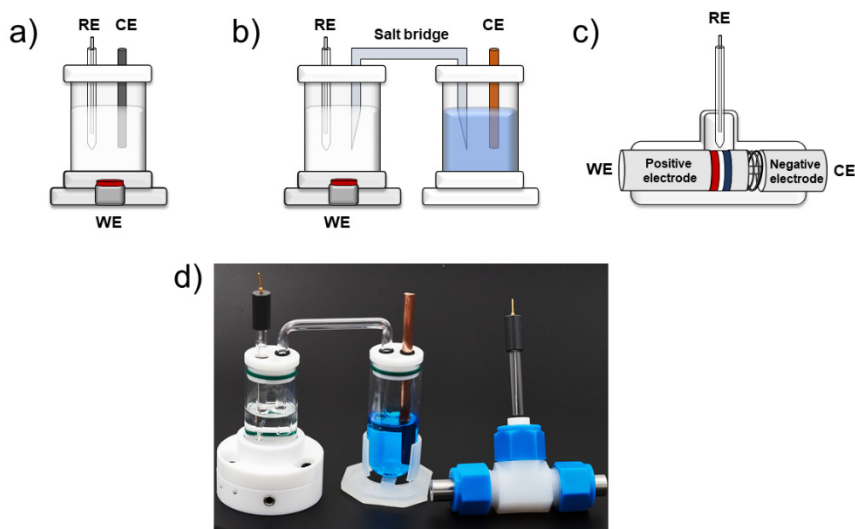 a)
RE CE
WE
b)
RE
Salt bridge
CE
WE
c)
RE
WE
Positive
electrode
Negative
electrode
CE
d)